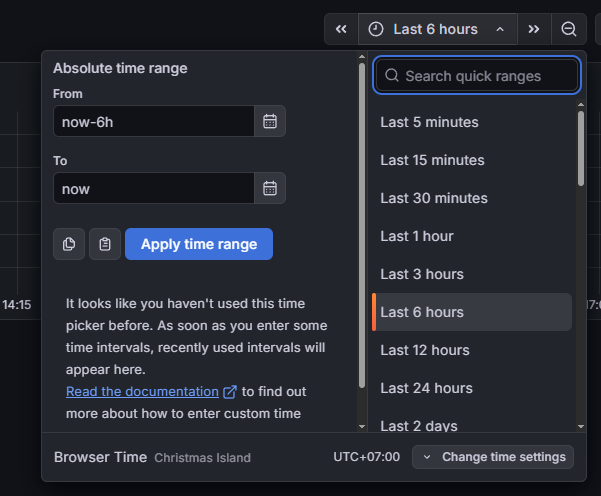 Last 6 hours
Absolute time range
From
now-6h
To
now
Apply time range
It looks like you haven't used this time
picker before. As soon as you enter some
time intervals, recently used intervals will
appear here.
Read the documentation to find out
more about how to enter custom time
Search quick ranges
Last 5 minutes
Last 15 minutes
Last 30 minutes
Last 1 hour
Last 3 hours
Last 6 hours
Last 12 hours
Last 24 hours
Last 2 days
14:15
Browser Time Christmas Island
UTC+07:00
Change time settings